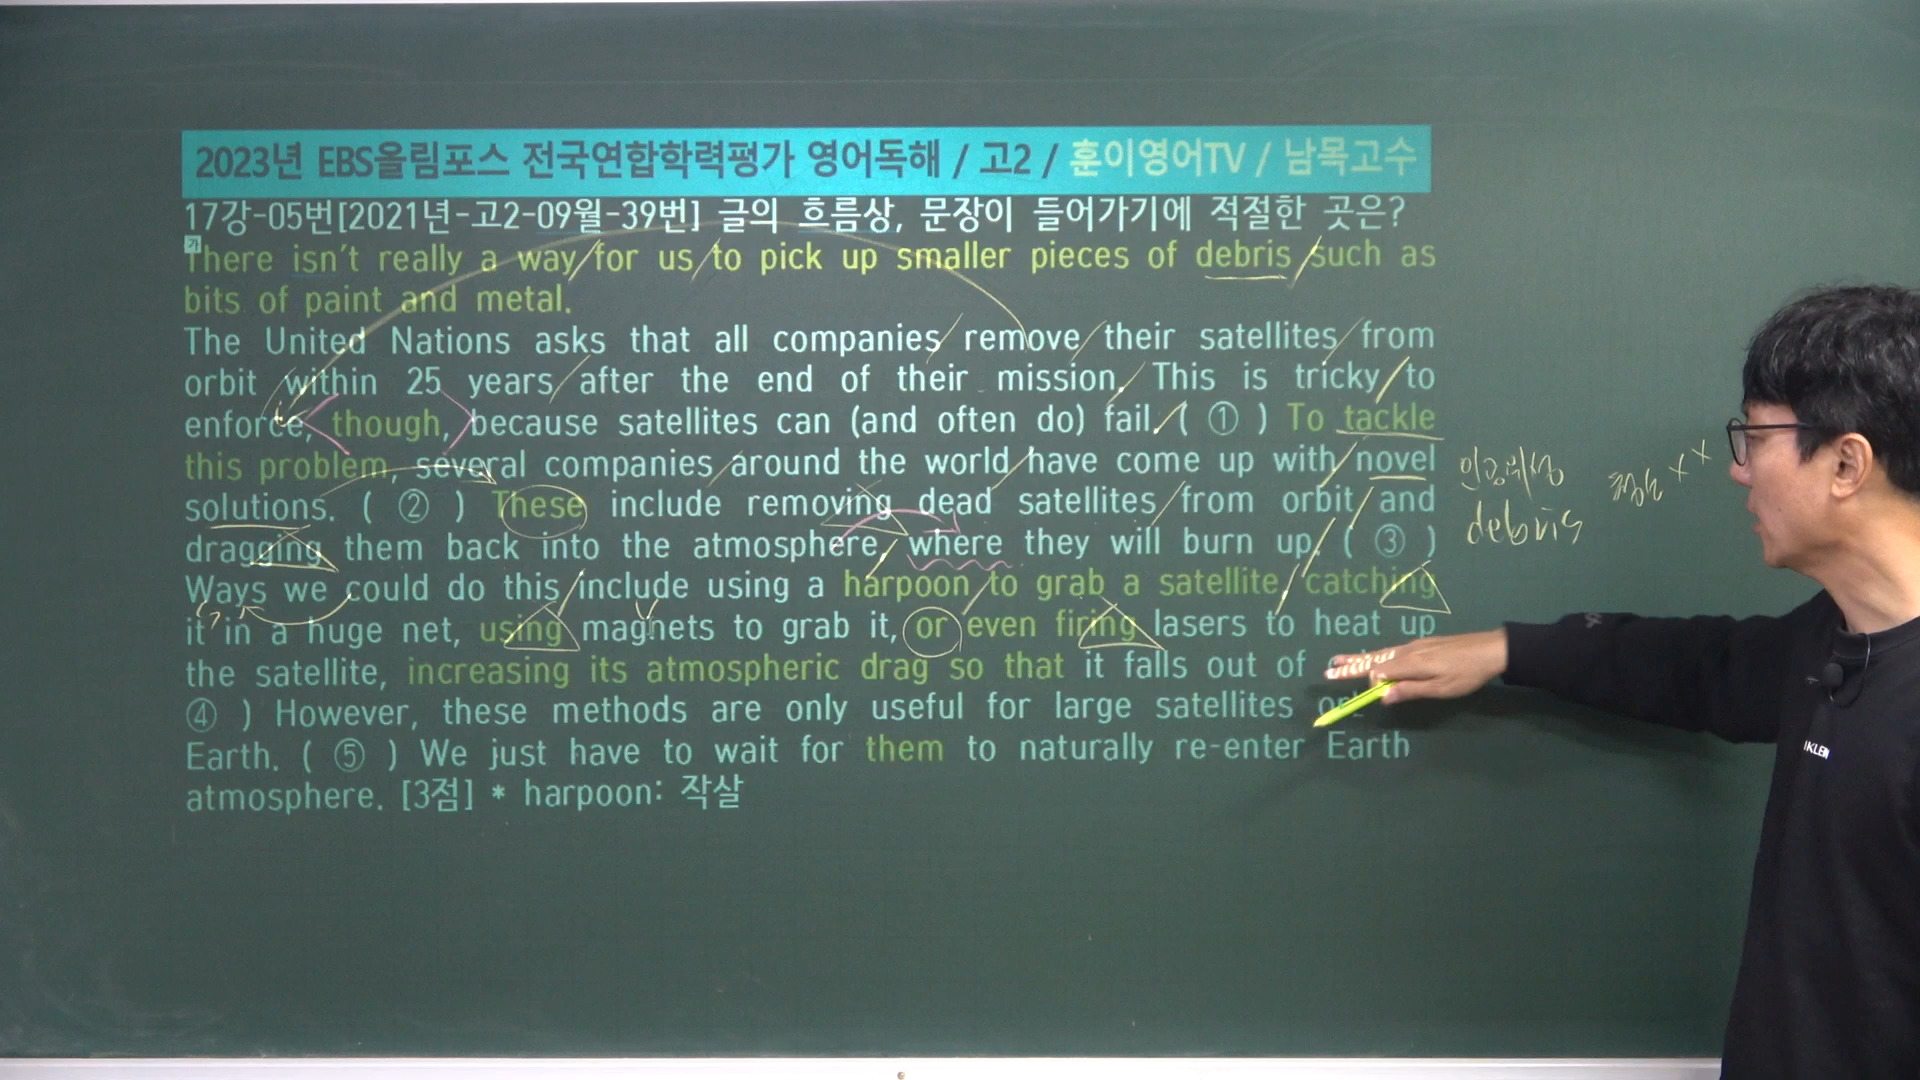 2023년 EBS올림포스 전국연합학력평가 영어독해 / 고2 / 훈이영어TV / 남목고수
17강-05번[2021년-고2-09월-39번] 글의 흐름상, 문장이 들어가기에 적절한 곳은?
There isn't really a way for us to pick up smaller pieces of debris such as
bits of paint and metal.
The United Nations asks that all companies remove their satellites from
orbit within 25 years after the end of their mission. This is tricky to
enforce, though, because satellites can (and often do) fail. ( ① ) To tackle
this problem, several companies around the world have come up with novel
solutions. ( ② ) These include removing dead satellites from orbit and
dragging them back into the atmosphere, where they will burn up. ( ③ )
Ways we could do this include using a harpoon to grab a satellite, catching
it in a huge net, using magnets to grab it, or even firing lasers to heat up
the satellite, increasing its atmospheric drag so that it falls out of
④ ) However, these methods are only useful for large satellites
Earth. ( ⑤ ) We just have to wait for them to naturally re-enter Earth
atmosphere. [3점] * harpoon: 작살
인공위성
debris
IKLEN